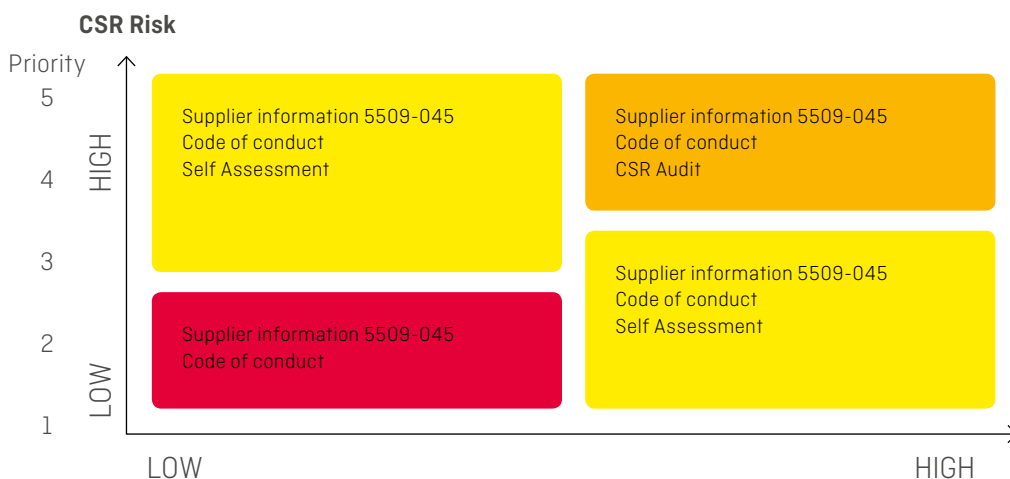 CSR Risk
Priority
5
4
3
2
1
HIGH
LOW
Supplier information 5509-045
Code of conduct
Self Assessment
Supplier information 5509-045
Code of conduct
CSR Audit
Supplier information 5509-045
Code of conduct
Supplier information 5509-045
Code of conduct
Self Assessment
LOW
HIGH